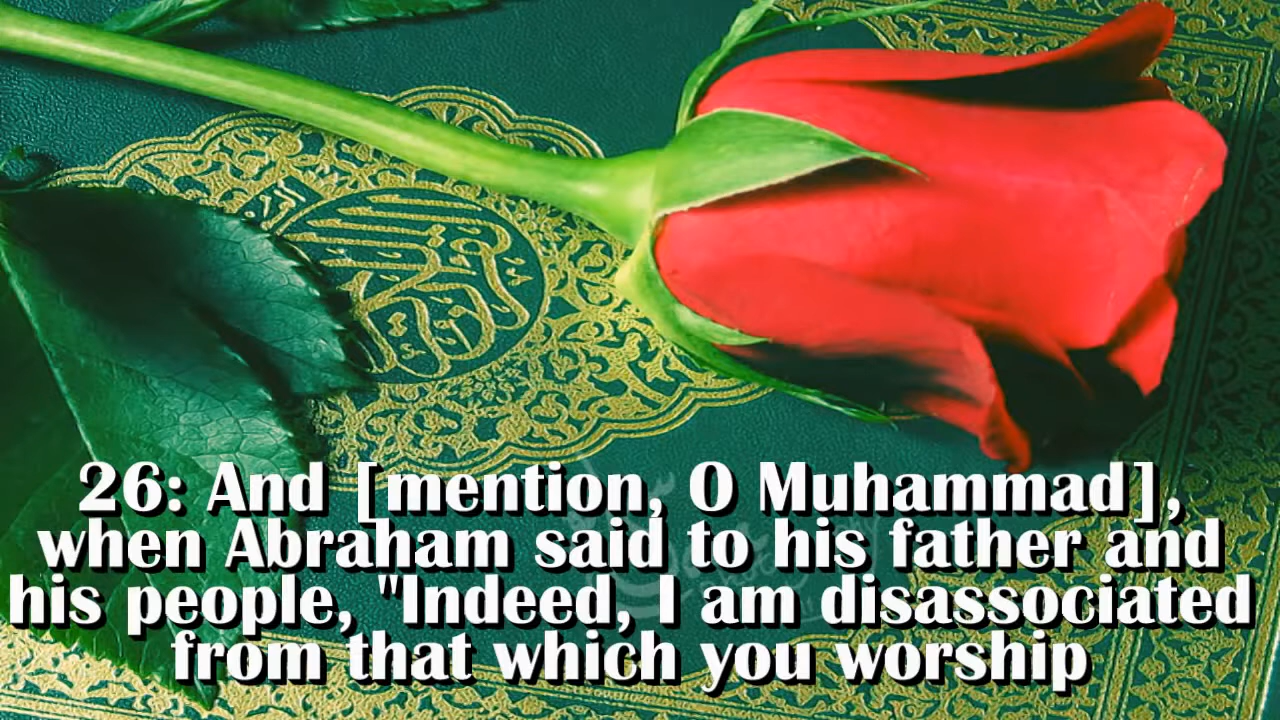 26: And [mention, O Muhammad],
when Abraham said to his father and
his people, "Indeed, I am disassociated
from that which you worship